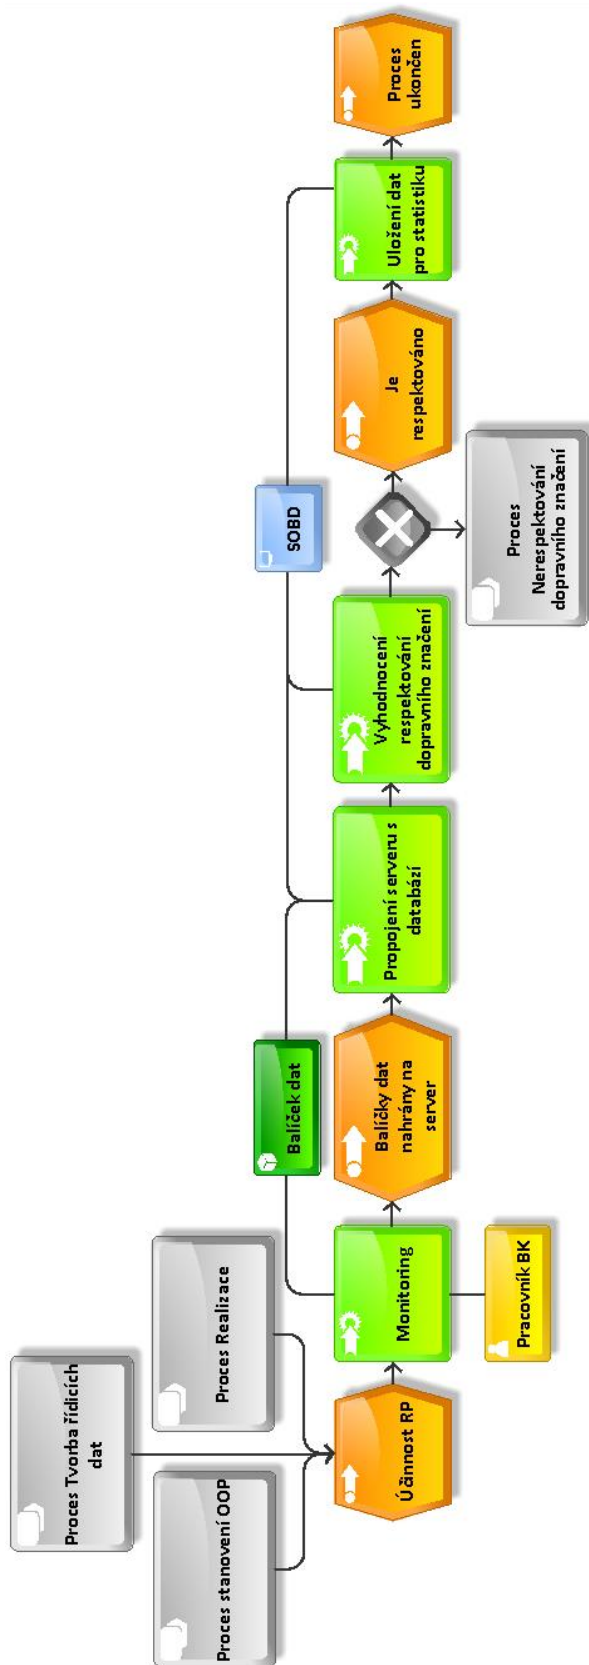 Proces Tvorba řídicích
dat
Proces stanovení OOP
Proces Realizace
Účinnost RP
Monitoring
Pracovník BK
Balíček dat
Balíčky dat
nahrány na
server
Propojení serveru s
databází
SOBD
Vyhodnocení
respektování
dopravního značení
Proces
Nerespektování
dopravního značení
Je
respektováno
Uložení dat
pro statistiku
Proces
ukončen